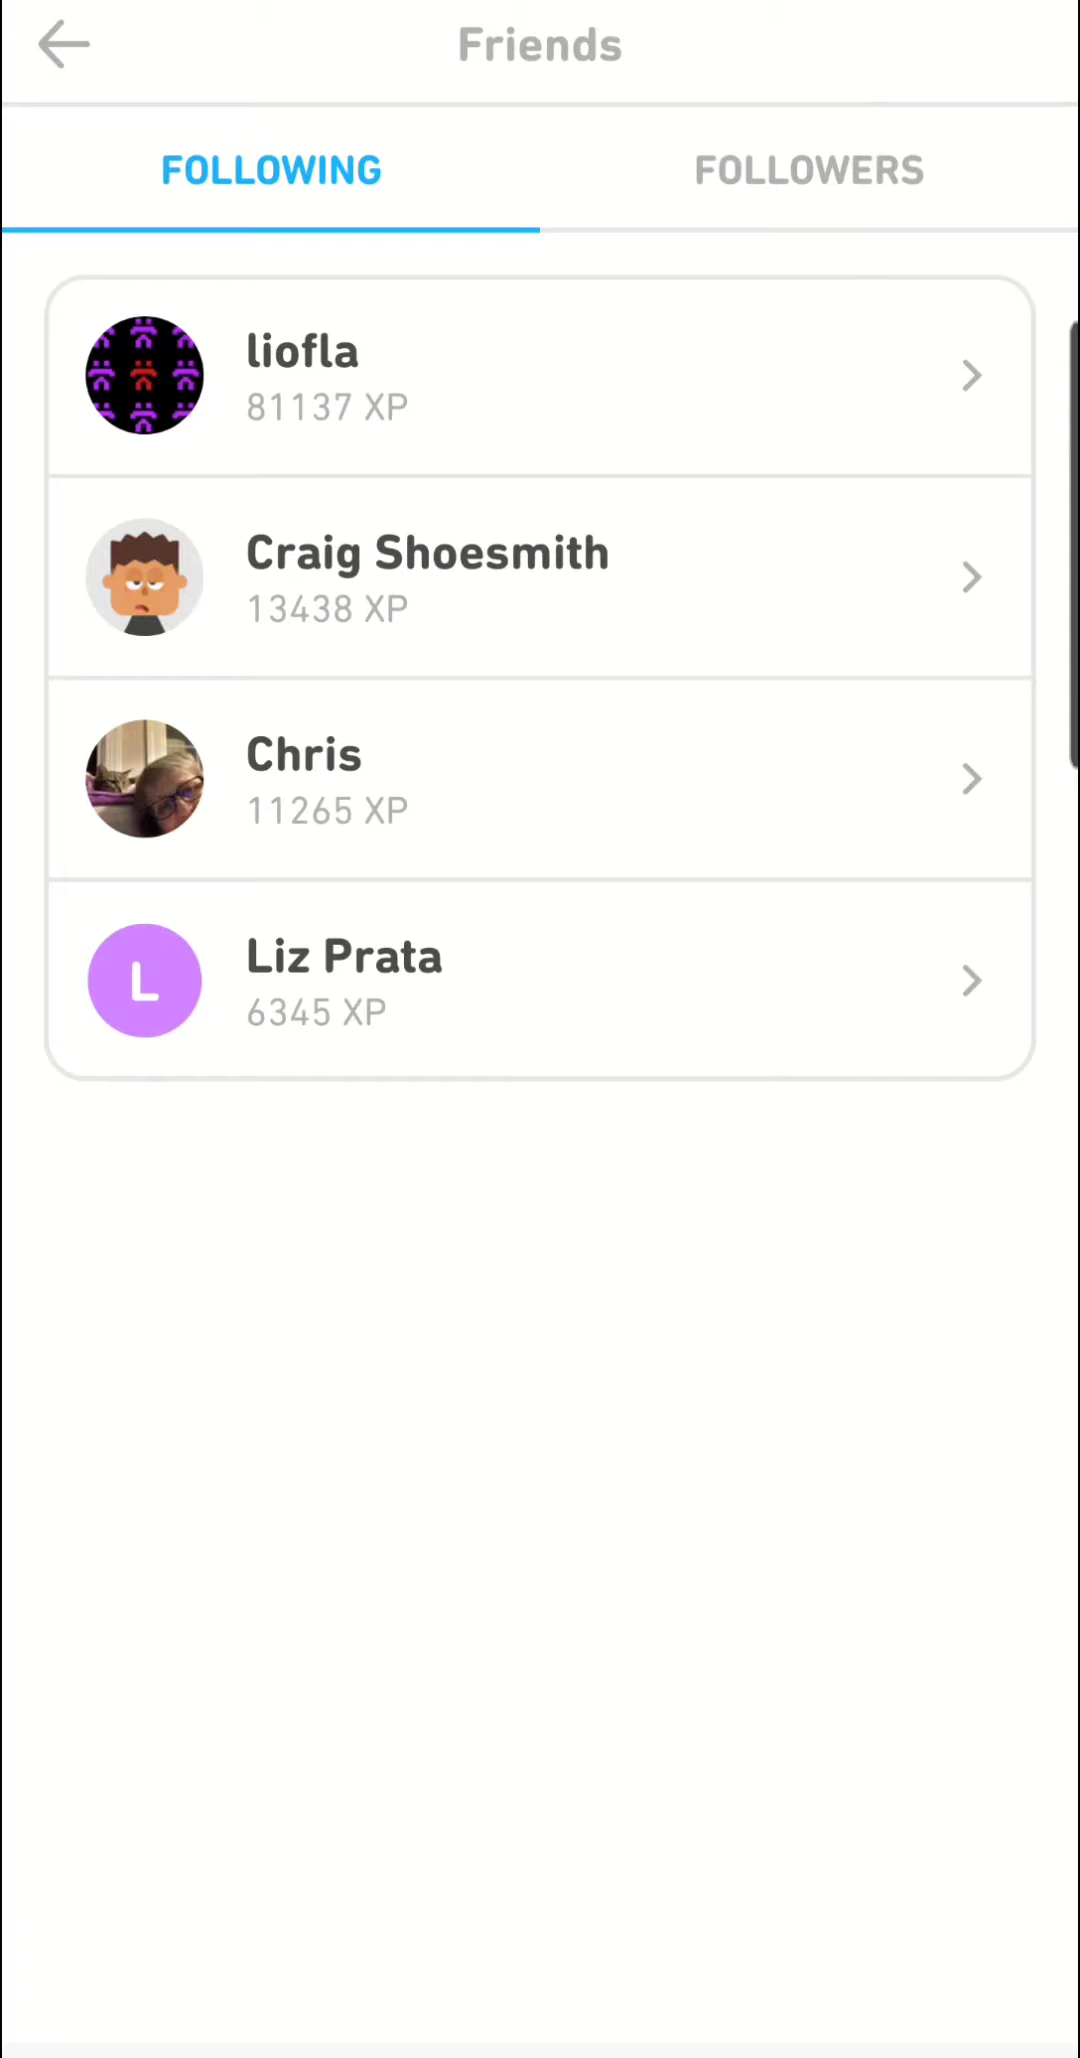 Friends
FOLLOWING FOLLOWERS
liofla
81137 XP
Craig Shoesmith
13438 XP
Chris
11265 XP
L
Liz Prata
6345 XP